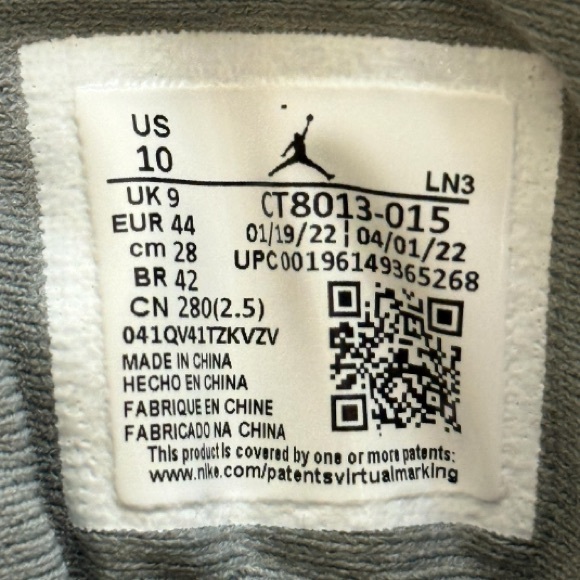 US
10
LN3
UK 9
CT8013-015
EUR 44
01/19/22 | 04/01/22
cm 28
UPC00196149365268
BR 42
CN 280(2.5)
041QV41TZKVZV
MADE IN CHINA
HECHO EN CHINA
FABRIQUE EN CHINE
FABRICADO NA CHINA
This product is covered by one or more patents:
www.nike.com/patentsvirtualmarking